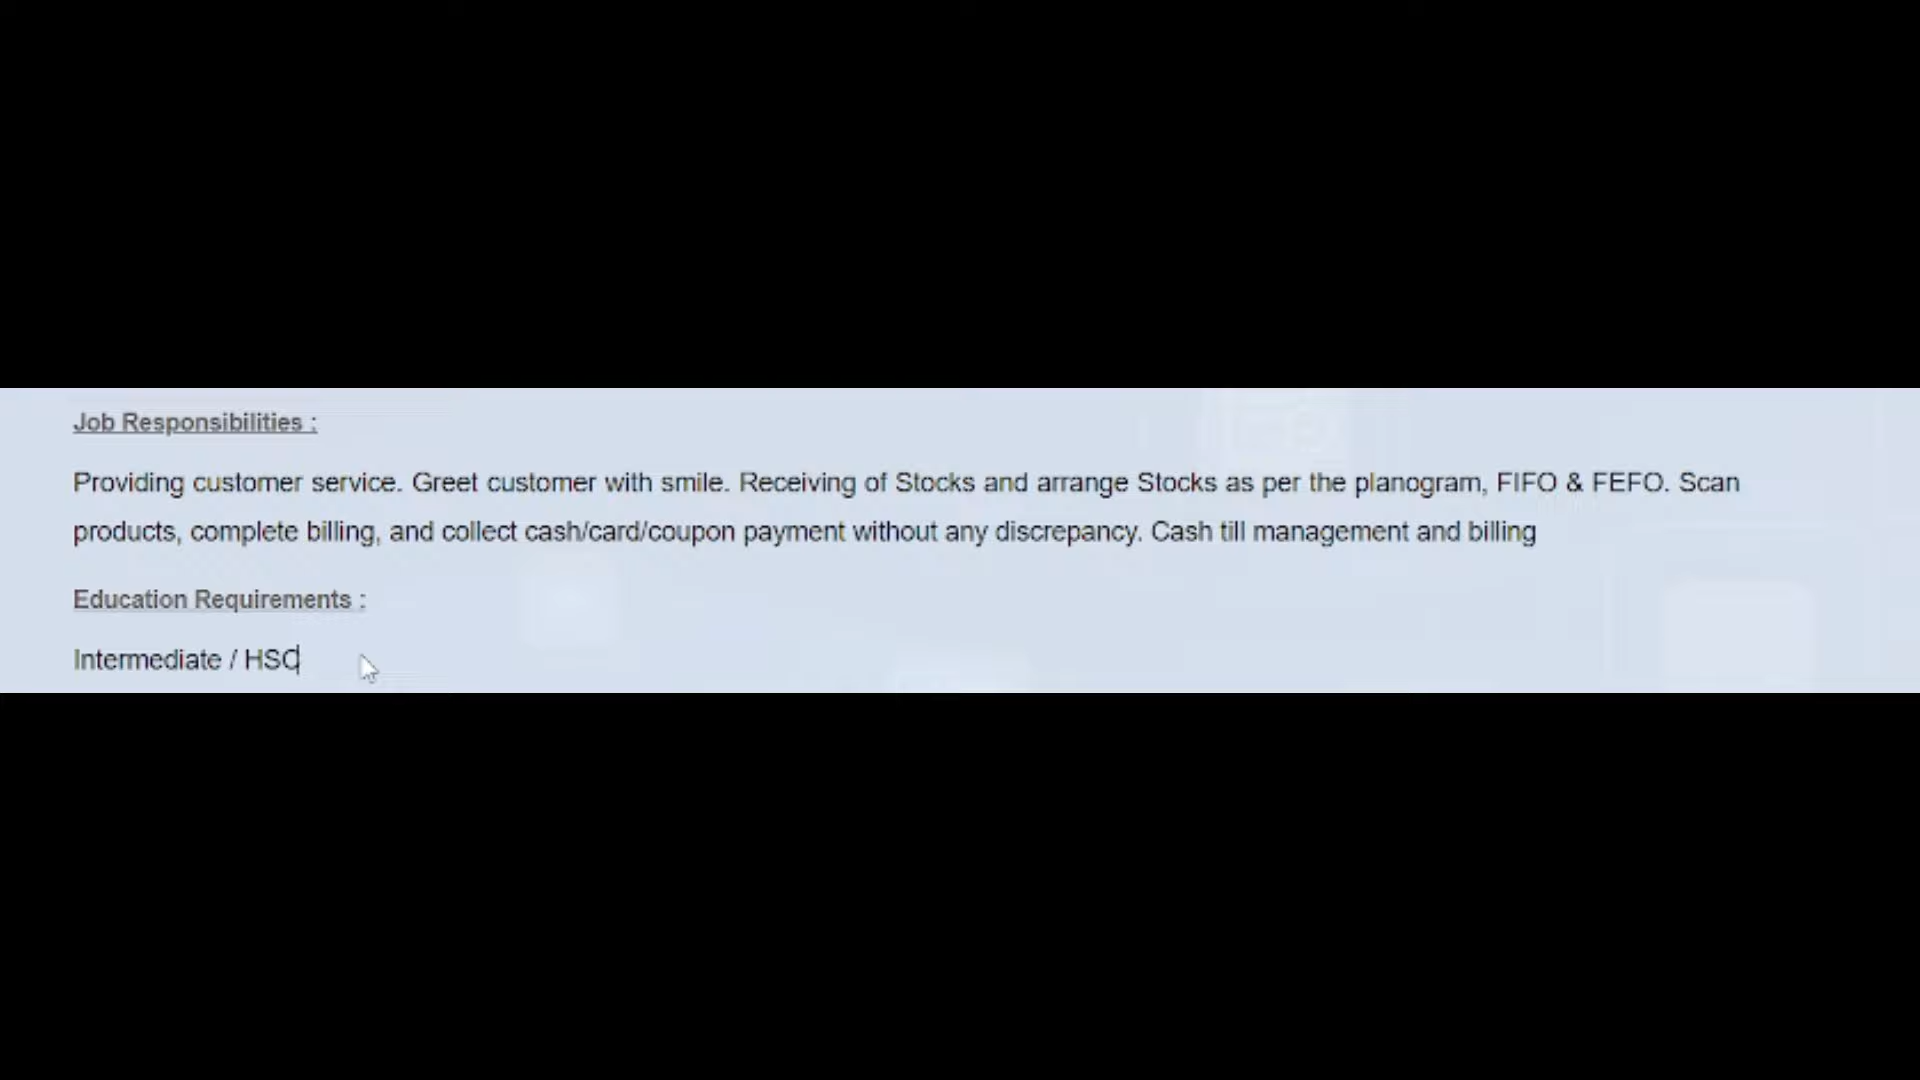 Job Responsibilities :
Providing customer service. Greet customer with smile. Receiving of Stocks and arrange Stocks as per the planogram, FIFO & FEFO. Scan
products, complete billing, and collect cash/card/coupon payment without any discrepancy. Cash till management and billing
Education Requirements :
Intermediate / HSC